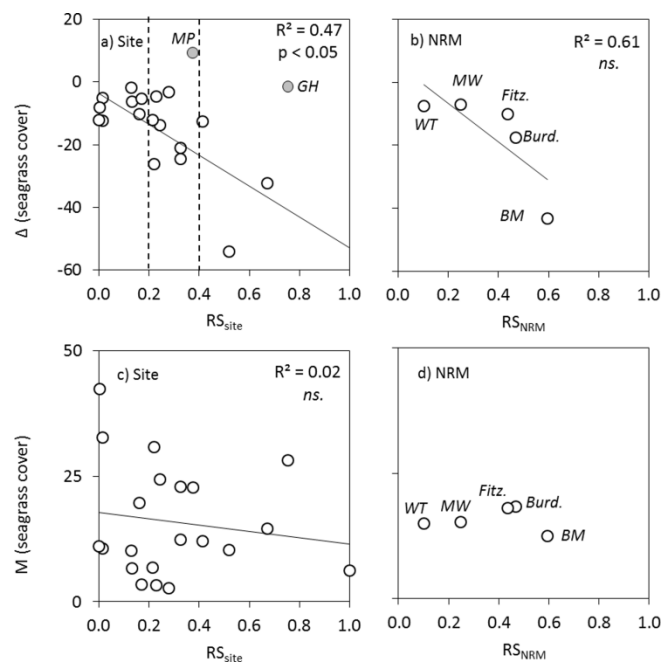 20
0
-20
-40
-60
Δ (seagrass cover)
a) Site
MP
R² = 0.47
p < 0.05
GH
0.0 0.2 0.4 0.6 0.8 1.0
RSsite
b) NRM
R² = 0.61
ns.
MW
WT
Fitz.
Burd.
BM
0.0 0.2 0.4 0.6 0.8 1.0
RSNRM
50
25
0
M (seagrass cover)
c) Site
R² = 0.02
ns.
0.0 0.2 0.4 0.6 0.8 1.0
RSsite
d) NRM
WT
MW
Fitz.
Burd.
BM
0.0 0.2 0.4 0.6 0.8 1.0
RSNRM